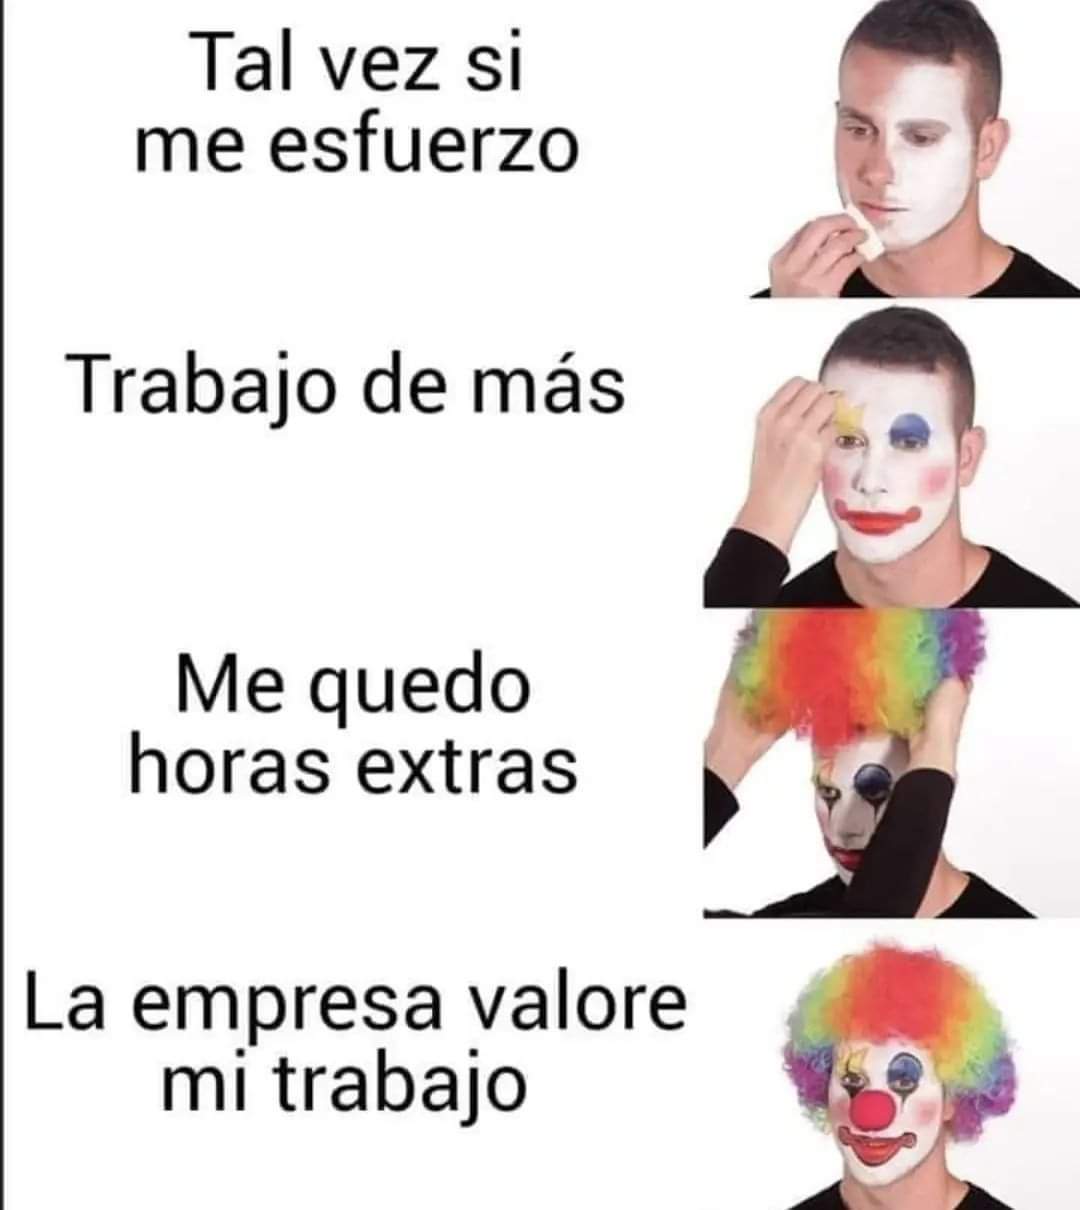 Tal vez si
me esfuerzo
Trabajo de más
Me quedo
horas extras
La empresa valore
mi trabajo